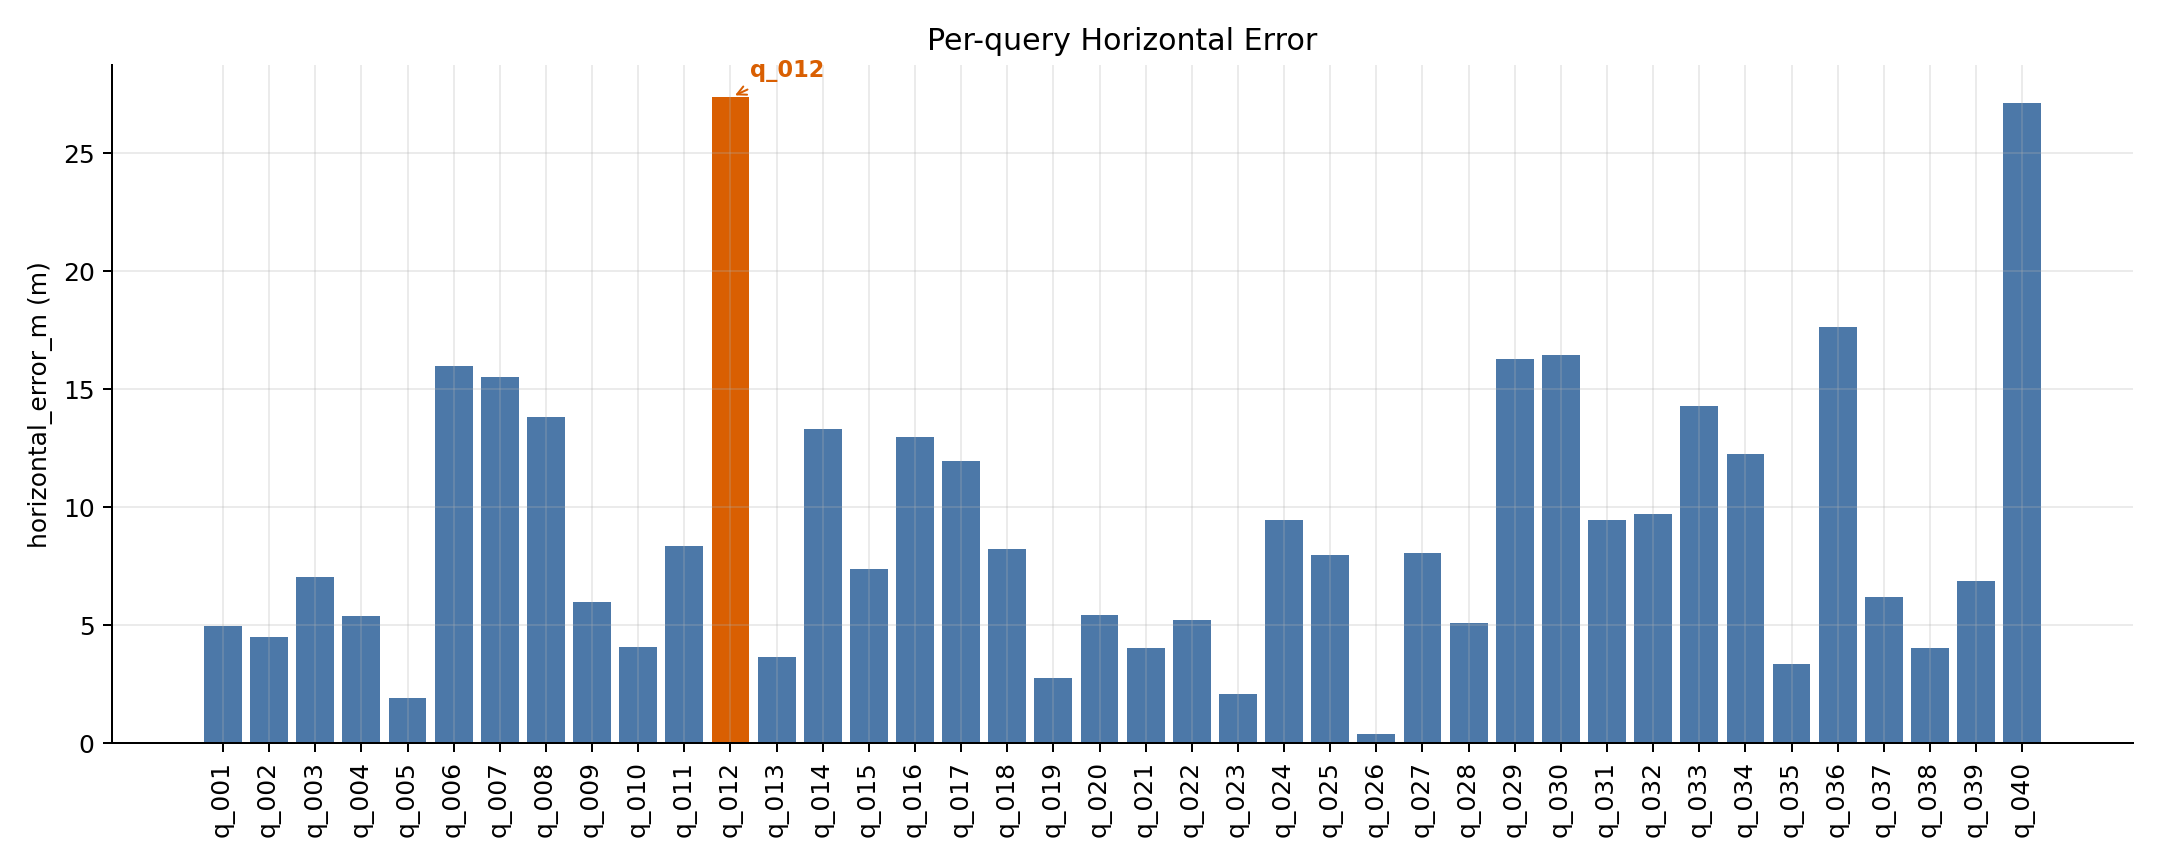 Per-query Horizontal Error
q_012
horizontal_error_m (m)
25
20
15
10
5
0
q_001
q_002
q_003
q_004
q_005
q_006
q_007
q_008
q_009
q_010
q_011
q_012
q_013
q_014
q_015
q_016
q_017
q_018
q_019
q_020
q_021
q_022
q_023
q_024
q_025
q_026
q_027
q_028
q_029
q_030
q_031
q_032
q_033
q_034
q_035
q_036
q_037
q_038
q_039
q_040